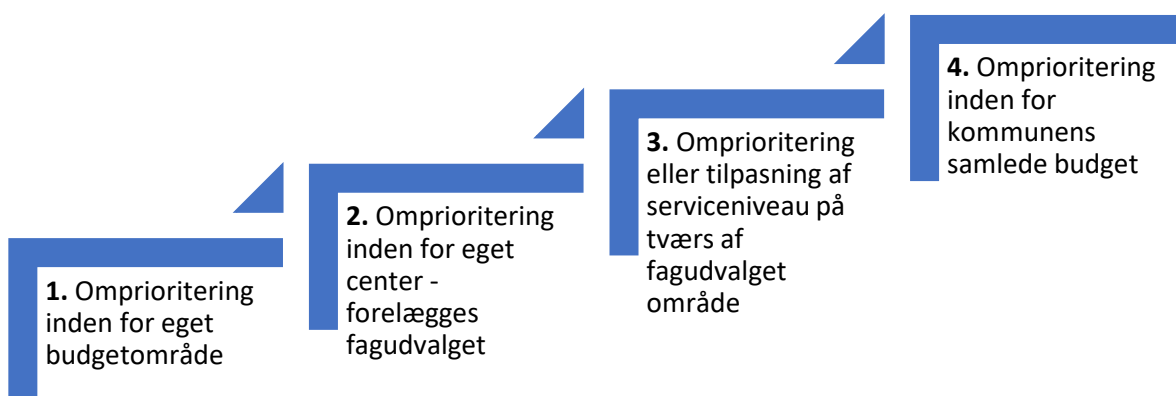 1. Omprioritering
inden for eget
budgetområde
2. Omprioritering
inden for eget
center -
forelægges
fagudvalget
3. Omprioritering
eller tilpasning af
serviceniveau på
tværs af
fagudvalget
område
4. Omprioritering
inden for
kommunens
samlede budget